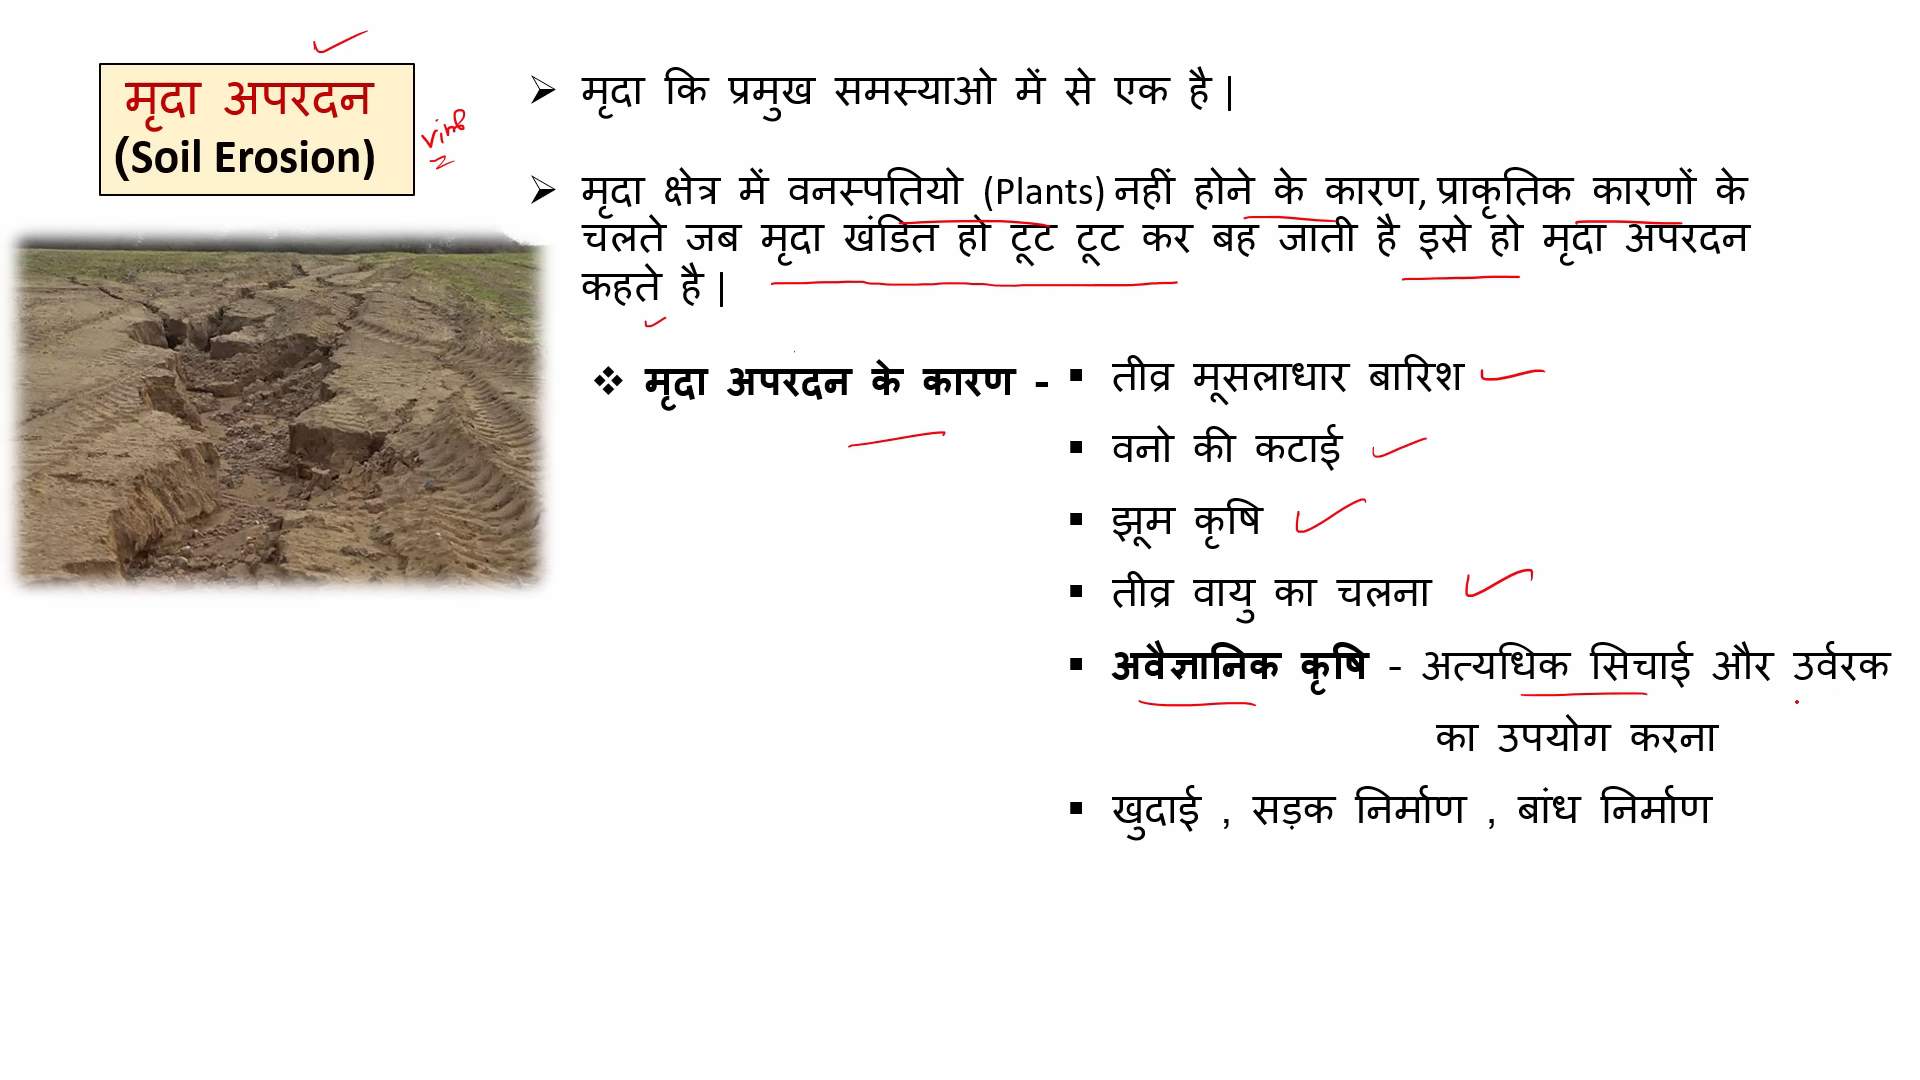 मृदा अपरदन
(Soil Erosion)
मृदा कि प्रमुख समस्याओ में से एक है |
मृदा क्षेत्र में वनस्पतियो (Plants) नहीं होने के कारण, प्राकृतिक कारणों के
चलते जब मृदा खंडित हो टूट टूट कर बह जाती है इसे हो मृदा अपरदन
कहते है |
मृदा अपरदन के कारण -
तीव्र मूसलाधार बारिश
वनो की कटाई
झूम कृषि
तीव्र वायु का चलना
अवैज्ञानिक कृषि - अत्यधिक सिचाई और उर्वरक
का उपयोग करना
खुदाई , सड़क निर्माण , बांध निर्माण